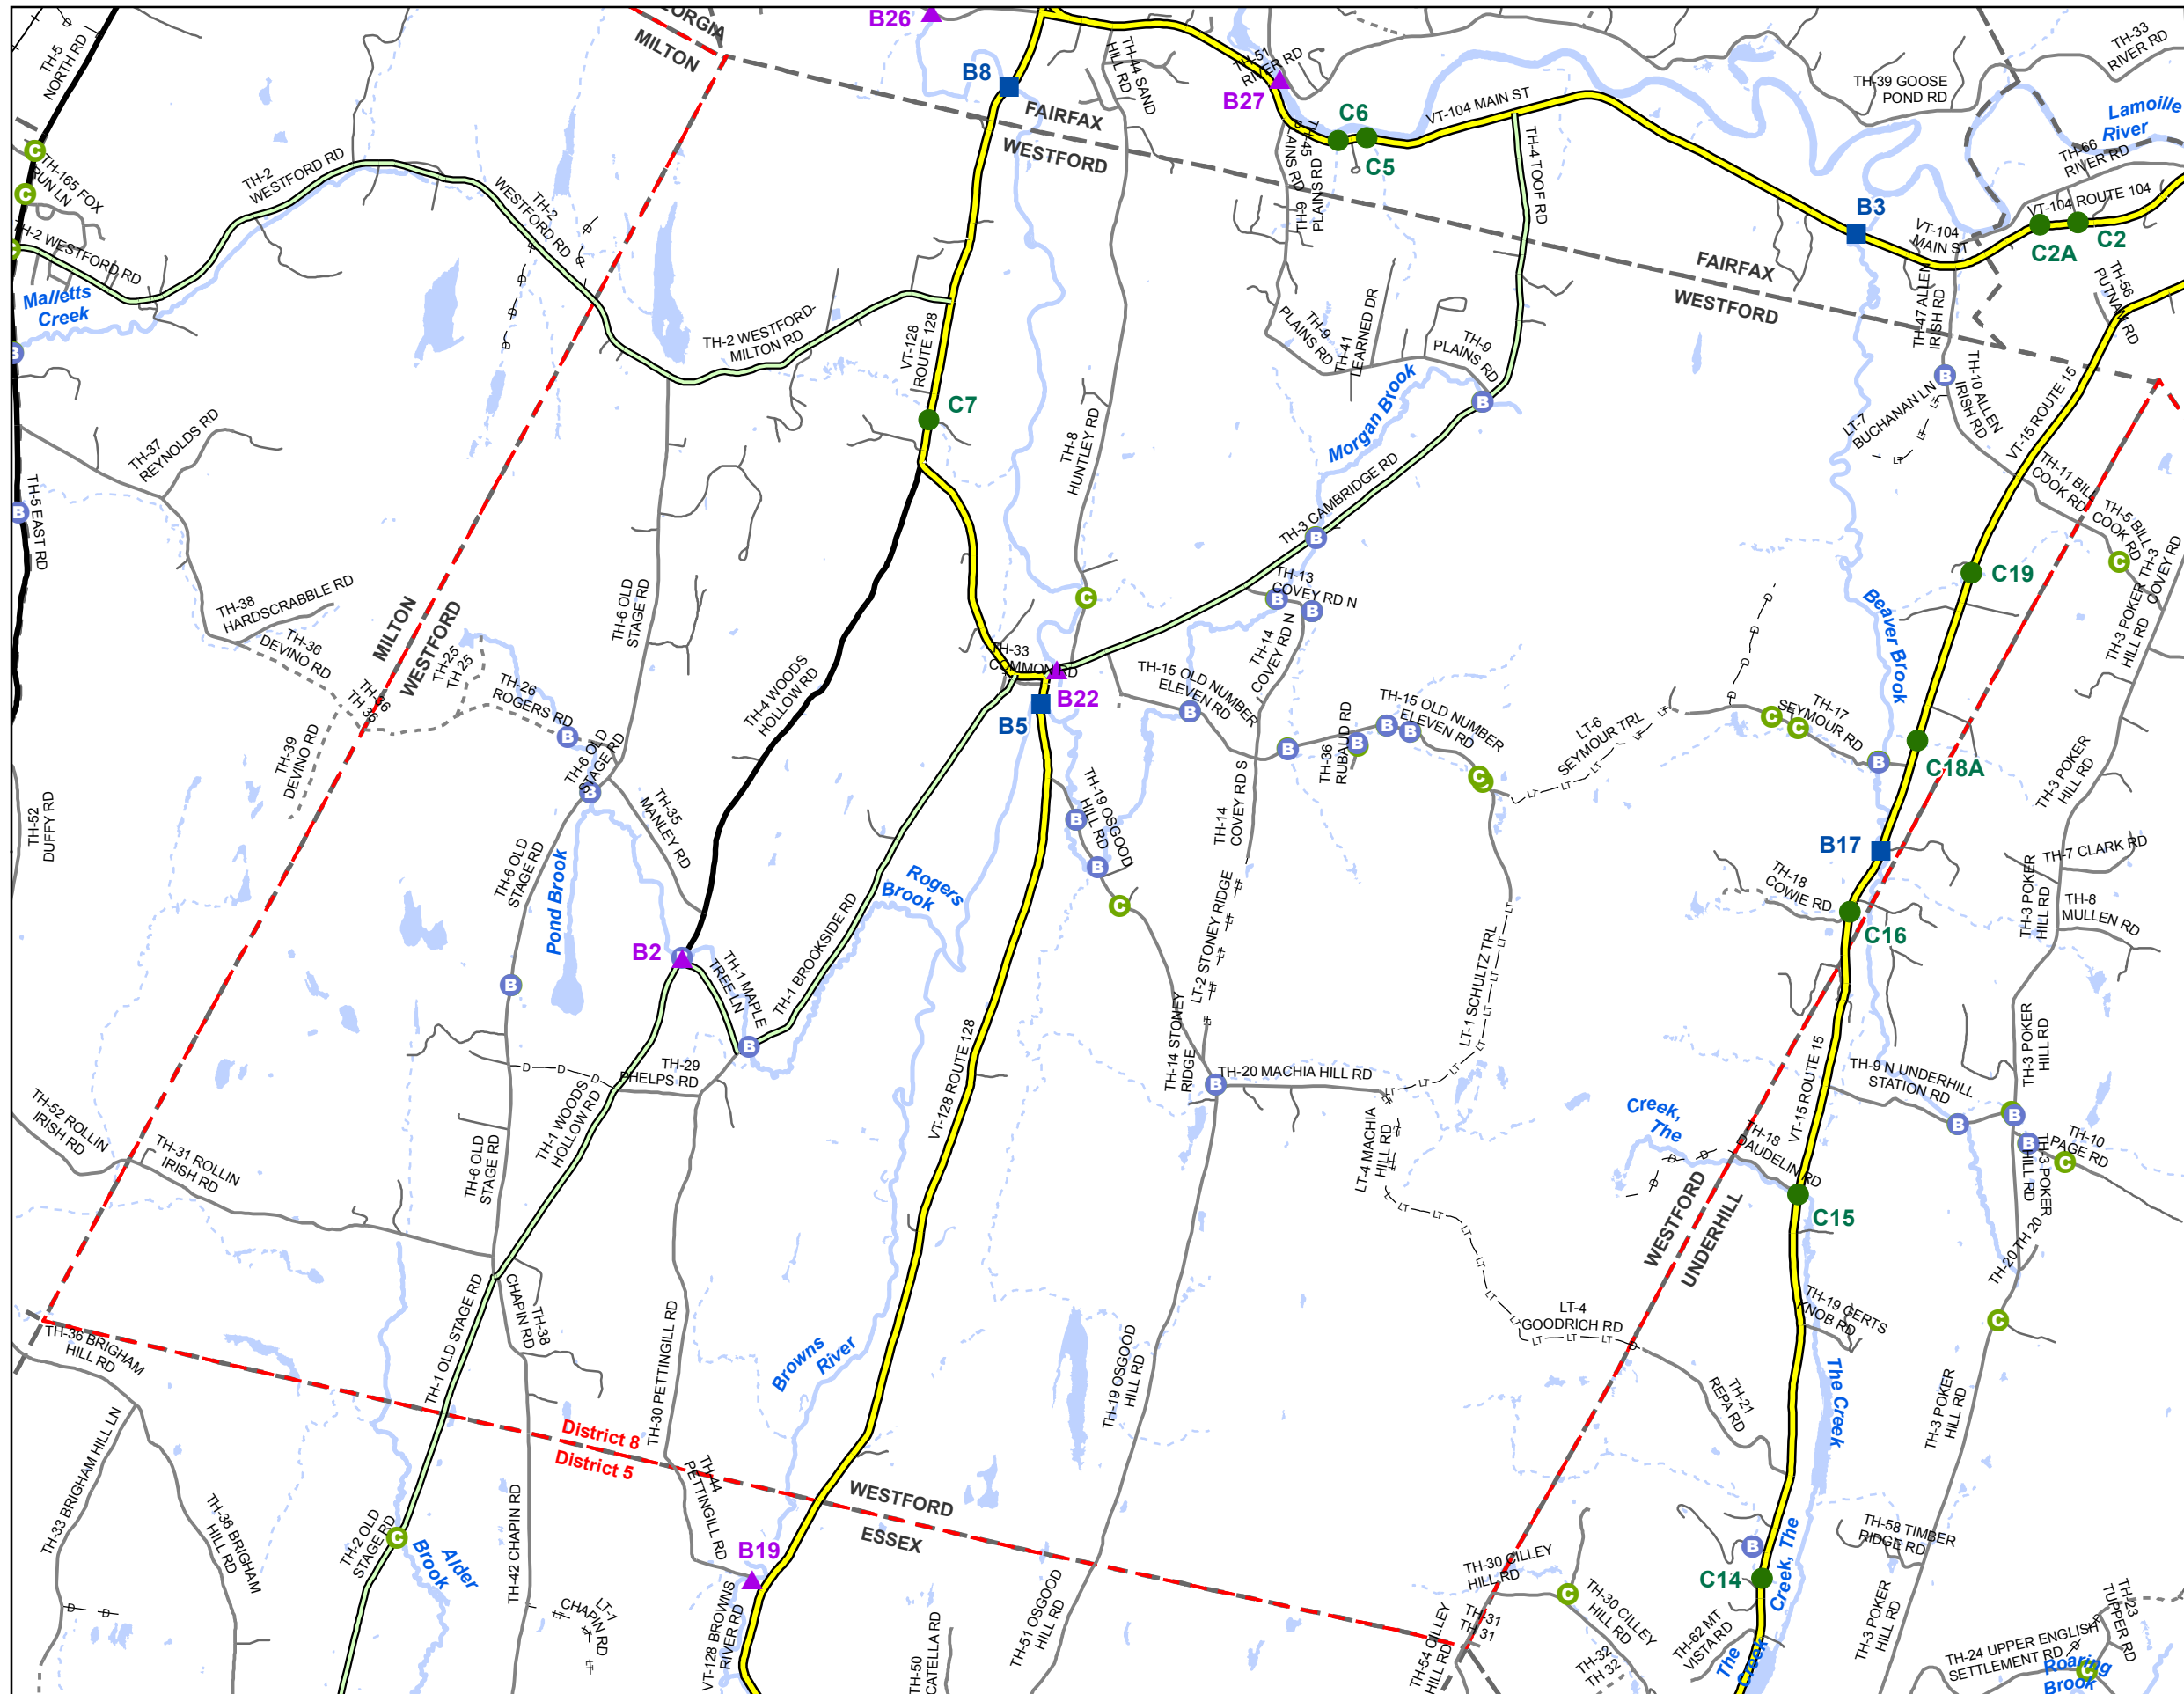 B26
GEORGIA
MILTON
TH-5
NORTH RD
B8
TH-44 SAND
HILL RD
TH-51
RIVER RD
B27
C6
C5
VT-104 MAIN ST
TH-39 GOOSE
POND RD
TH-33
RIVER RD
Lamoille
River
FAIRFAX
WESTFORD
TH-165 FOX
RUN LN
TH-2
WESTFORD RD
TH-2
WESTFORD RD
TH-2 WESTFORD RD
Malletts
Creek
TH-45
PLAINS RD
TH-9
PLAINS RD
TH-4 TOOF RD
TH-66
RIVER RD
VT-104 ROUTE 104
B3
VT-104
MAIN ST
C2A
C2
FAIRFAX
WESTFORD
TH-56
PUTNAM RD
TH-47 ALLEN
IRISH RD
TH-2 WESTFORD-
MILTON RD
VT-128
ROUTE 128
TH-9
PLAINS RD
TH-41
LEARNED DR
TH-9
PLAINS RD
Morgan Brook
C7
TH-8
HUNTLEY RD
TH-37
REYNOLDS RD
TH-5 EAST RD
LT-7
BUCHANAN LN
TH-10 ALLEN
IRISH RD
VT-15 ROUTE 15
TH-11 BILL
COOK RD
TH-5 BILL
COOK RD
TH-3
COVEY RD
TH-3 CAMBRIDGE RD
C19
TH-13
COVEY RD N
TH-14
COVEY RD N
TH-38
HARDSCRABBLE RD
TH-36
DEVINO RD
MILTON
WESTFORD
TH-6 OLD
STAGE RD
TH-25
TH 25
TH-36
TH 36
TH-26
ROGERS RD
TH-39
DEVINO RD
TH-6 OLD
STAGE RD
TH-4 WOODS
HOLLOW RD
TH-33
COMMON RD
B22
B5
TH-15 OLD NUMBER
ELEVEN RD
TH-36
RUBAUD RD
TH-15 OLD NUMBER
ELEVEN RD
LT-6
SEYMOUR TRL
TH-17
SEYMOUR RD
Beaver Brook
C18A
TH-3 POKER
HILL RD
TH-3 POKER
HILL RD
TH-52
DUFFY RD
TH-35
MANLEY RD
TH-6 OLD
STAGE RD
Pond Brook
TH-19 OSGOOD
HILL RD
TH-14
COVEY RD S
Rogers
Brook
B17
TH-18
COWIE RD
C16
TH-7 CLARK RD
TH-8
MULLEN RD
TH-3 POKER
HILL RD
B2
TH-1 MAPLE
TREE LN
TH-1 BROOKSIDE RD
LT-2 STONEY RIDGE
LT-1 SCHULTZ TRL
TH-14 STONEY
RIDGE
TH-20 MACHIA HILL RD
TH-29
PHELPS RD
TH-1 WOODS
HOLLOW RD
VT-128 ROUTE 128
LT-4 MACHIA
HILL RD
VT-15 ROUTE 15
TH-9 N UNDERHILL
STATION RD
TH-3 POKER
HILL RD
TH-10
PAGE RD
TH-3 POKER
HILL RD
Creek,
The
TH-18
DAUDELIN RD
C15
TH-52 ROLLIN
IRISH RD
TH-31 ROLLIN
IRISH RD
TH-6 OLD
STAGE RD
WESTFORD
UNDERHILL
TH-20 TH 20
TH-36 BRIGHAM
HILL RD
TH-1 OLD STAGE RD
TH-38
CHAPIN RD
TH-30 PETTINGILL RD
Browns
River
TH-19 OSGOOD
HILL RD
LT-4
GOODRICH RD
TH-19 GERTS
KNOB RD
The Creek
TH-21
REPA RD
TH-3 POKER
HILL RD
District 8
District 5
TH-33 BRIGHAM HILL LN
TH-36 BRIGHAM
HILL RD
TH-2 OLD
STAGE RD
Alder
Brook
TH-42 CHAPIN RD
TH-44
PETTINGILL RD
WESTFORD
ESSEX
B19
VT-128 BROWNS
RIVER RD
LT-1
CHAPIN RD
TH-50
CATELLA RD
TH-51 OSGOOD
HILL RD
TH-30 CILLEY
HILL RD
TH-31
TH 31
TH-54 CILLEY
HILL RD
TH-30 CILLEY
HILL RD
TH-32
TH 32
C14
Creek, The
TH-62 MT
VISTA RD
The
Creek
TH-58 TIMBER
RIDGE RD
TH-3 POKER
HILL RD
TH-23
TUPPER RD
TH-24 UPPER ENGLISH
SETTLEMENT RD
Roaring
Brook